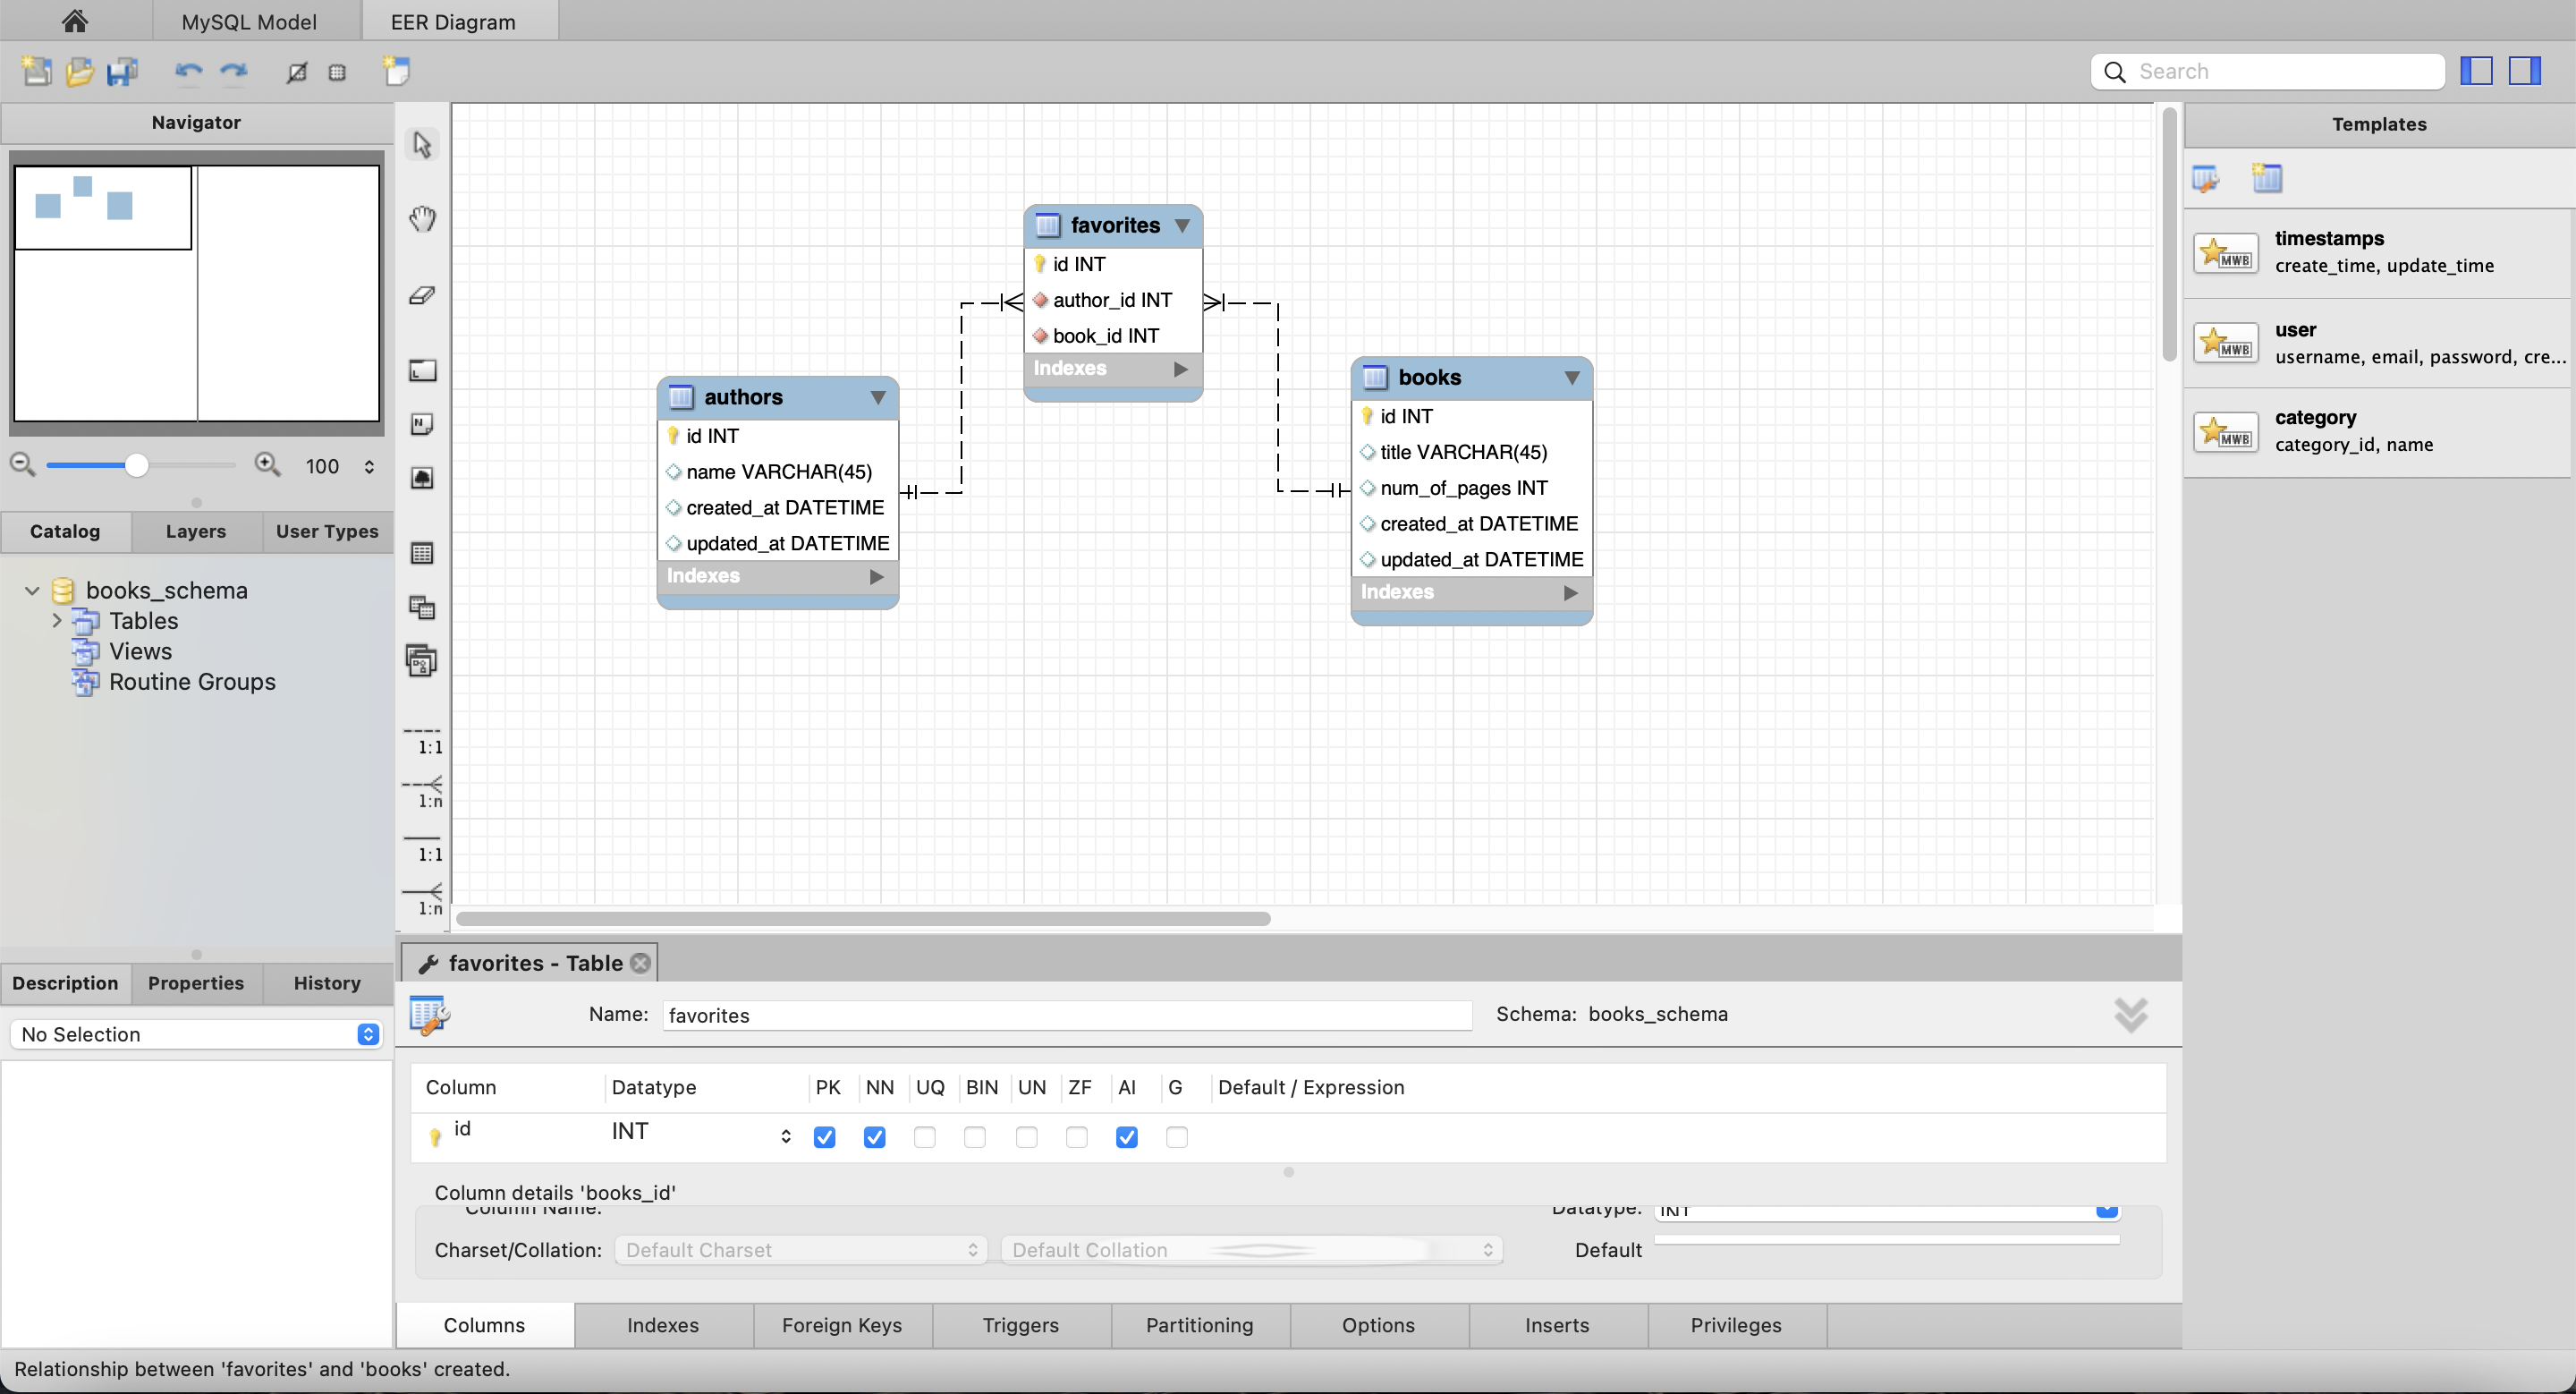 MySQL Model
EER Diagram
Search
Navigator
100
Catalog
Layers
User Types
books_schema
Tables
Views
Routine Groups
Description
Properties
History
No Selection
1:1
1:n
1:1
1:n
favorites
id INT
author_id INT
book_id INT
Indexes
authors
id INT
name VARCHAR(45)
created_at DATETIME
updated_at DATETIME
Indexes
books
id INT
title VARCHAR(45)
num_of_pages INT
created_at DATETIME
updated_at DATETIME
Indexes
Templates
MWB
timestamps
create_time, update_time
MWB
user
username, email, password, cre...
MWB
category
category_id, name
favorites - Table
Name: favorites
Schema: books_schema
Column Datatype PK NN UQ BIN UN ZF AI G Default / Expression
id INT
Column details 'books_id'
Column Name: Datatype: INT
Charset/Collation: Default Charset Default Collation Default
Columns Indexes Foreign Keys Triggers Partitioning Options Inserts Privileges
Relationship between 'favorites' and 'books' created.